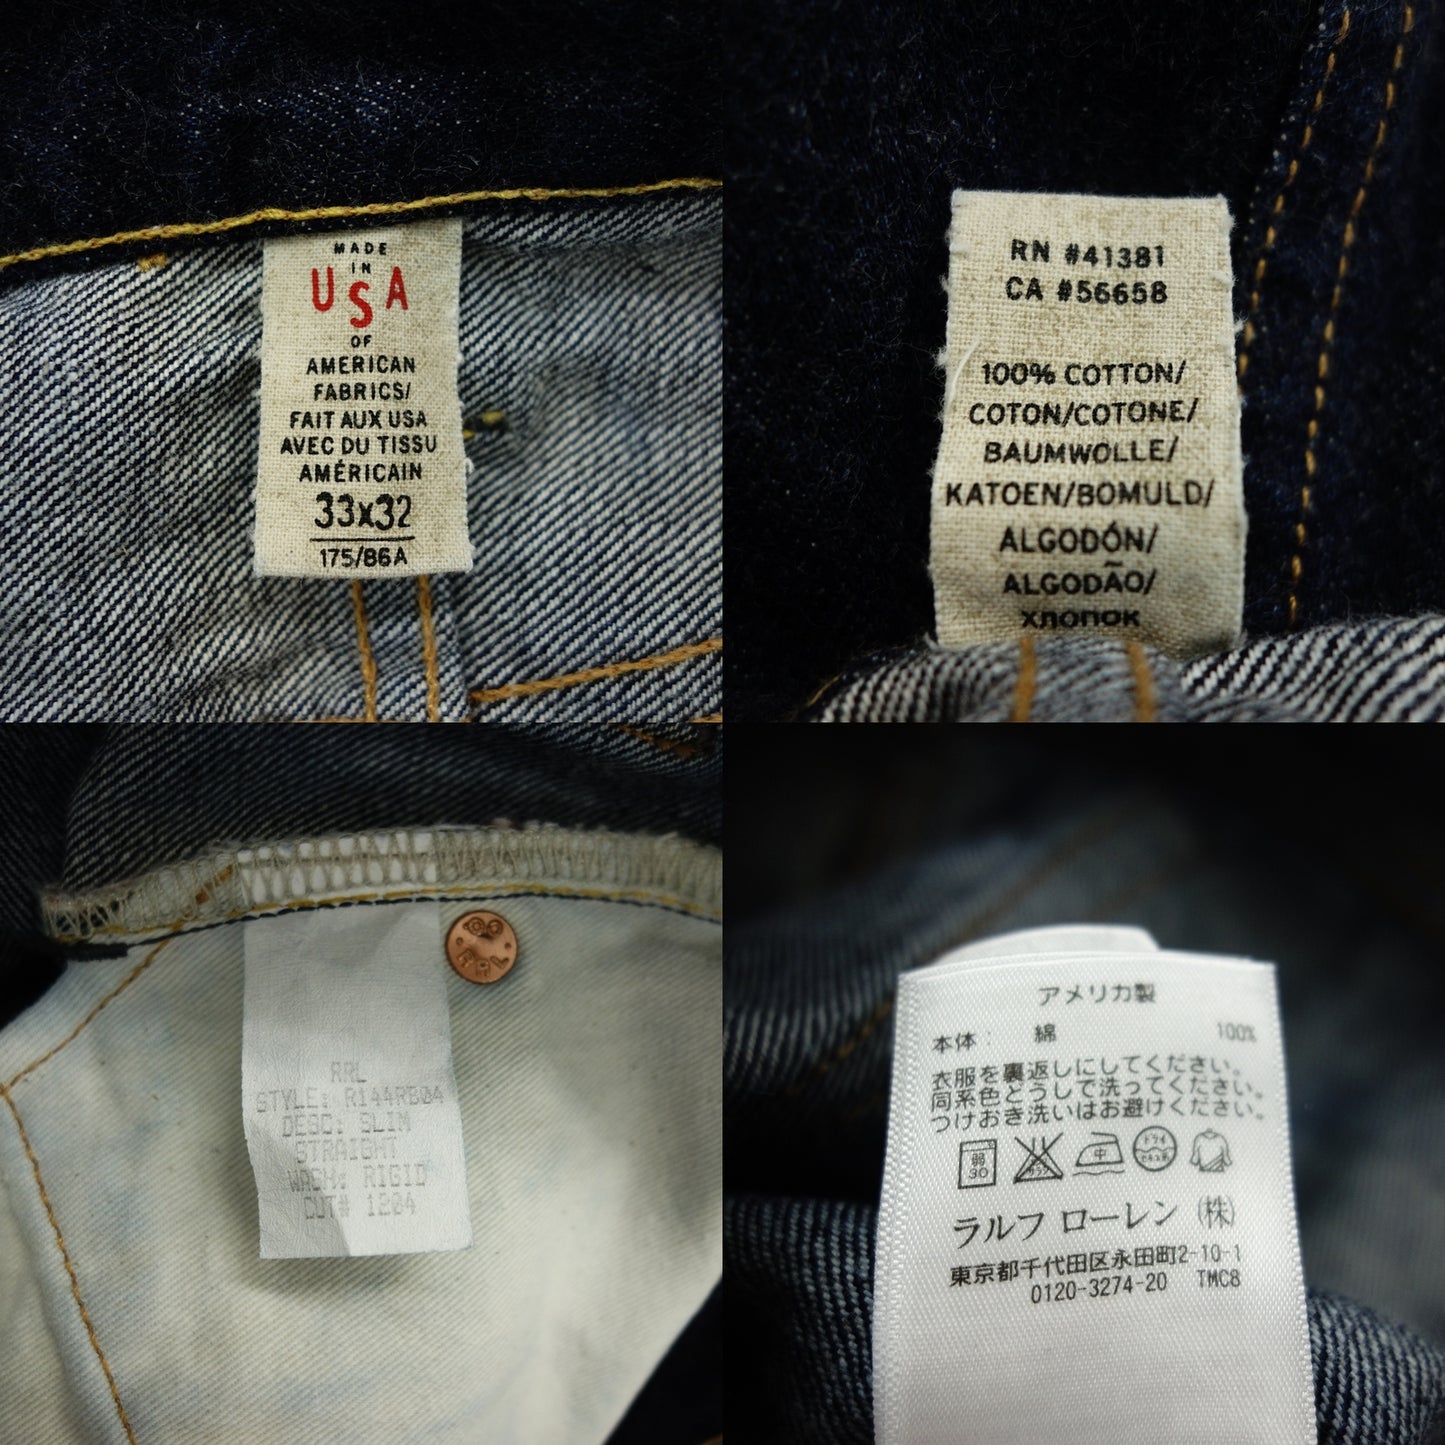 MADE
IN
USA
OF
AMERICAN
FABRICS/
FAIT AUX USA
AVEC DU TISSU
AMÉRICAIN
33x32
175/86A
RN #41381
CA #56658
100% COTTON/
COTON/COTONE/
BAUMWOLLE/
KATOEN/BOMULD/
ALGODÓN/
ALGODÃO/
хлопок
RRL
RRL
STYLE: R144RB04
DESC: SLIM
STRAIGHT
WASH: RIGID
CUT# 1204
アメリカ製
本体: 綿 100%
衣服を裏返しにしてください。
同系色どうしで洗ってください。
つけおき洗いはお避けください。
弱 30 中 ドライ
ラルフ ローレン (株)
東京都千代田区永田町2-10-1
0120-3274-20 TMC8